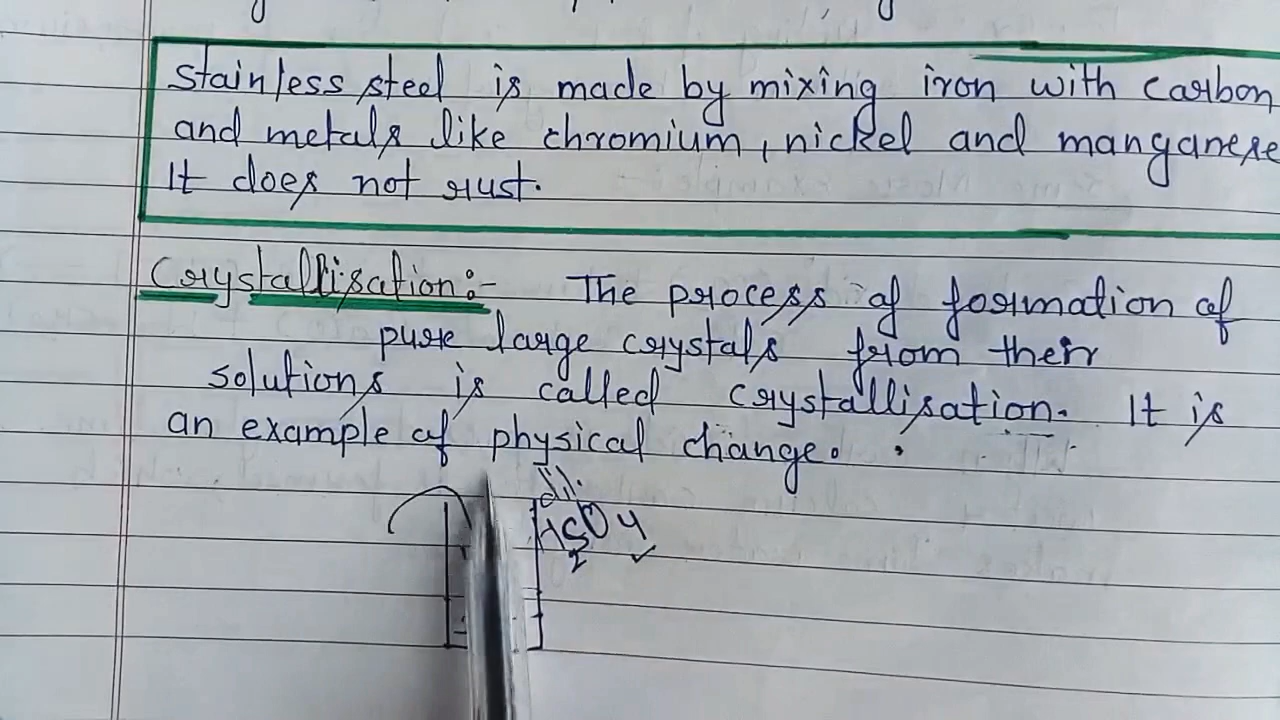 Stainless steel is made by mixing iron with carbon
and metals like chromium, nickel and manganese
It does not rust.
Crystallisation:- The process of formation of
pure large crystals from their
solutions is called crystallisation. It is
an example of physical change.
dil.
H2SO4